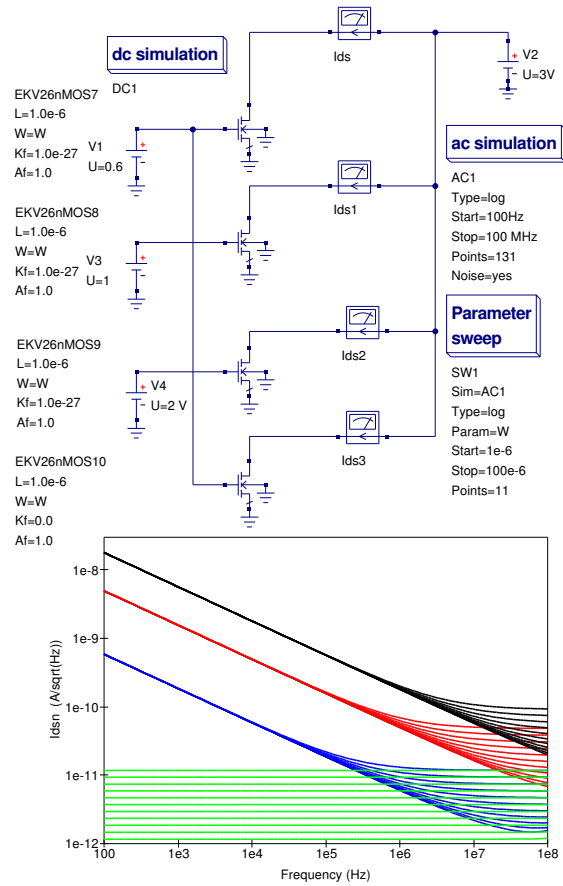 dc simulation
DC1
Ids
V2
U=3V
EKV26nMOS7
L=1.0e-6
W=W
Kf=1.0e-27
Af=1.0
V1
U=0.6
ac simulation
AC1
Type=log
Start=100Hz
Stop=100 MHz
Points=131
Noise=yes
Ids1
EKV26nMOS8
L=1.0e-6
W=W
Kf=1.0e-27
Af=1.0
V3
U=1
Parameter
sweep
SW1
Sim=AC1
Type=log
Param=W
Start=1e-6
Stop=100e-6
Points=11
Ids2
EKV26nMOS9
L=1.0e-6
W=W
Kf=1.0e-27
Af=1.0
V4
U=2 V
Ids3
EKV26nMOS10
L=1.0e-6
W=W
Kf=0.0
Af=1.0
Idsn (A/sqrt(Hz))
1e-8
1e-9
1e-10
1e-11
1e-12
100 1e3 1e4 1e5 1e6 1e7 1e8
Frequency (Hz)